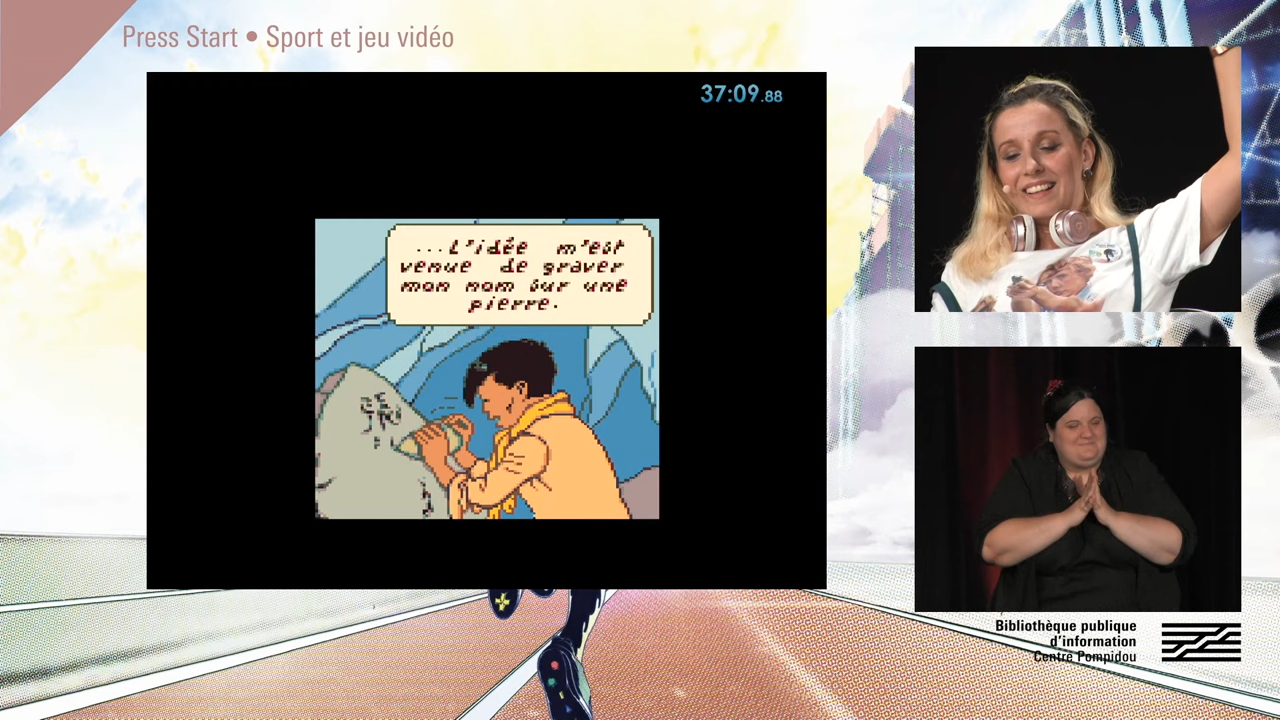 Press Start • Sport et jeu vidéo
37:09.88
...L'idée m'est
venue de graver
mon nom sur une
pierre.
Bibliothèque publique
d'information
Centre Pompidou